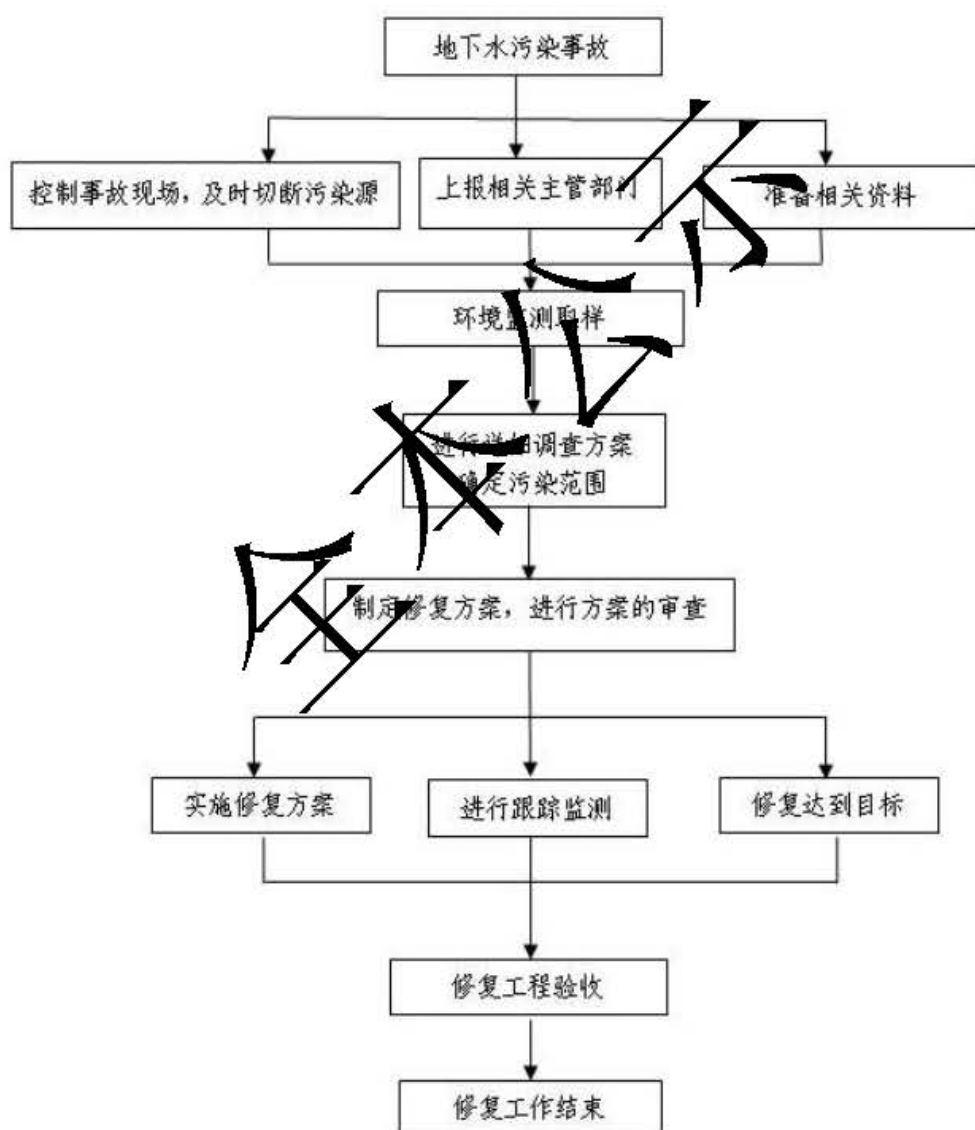 地下水污染事故
控制事故现场，及时切断污染源
上报相关主管部门
准备相关资料
环境监测取样
进行详细调查方案
确定污染范围
制定修复方案，进行方案的审查
实施修复方案
进行跟踪监测
修复达到目标
修复工程验收
修复工作结束